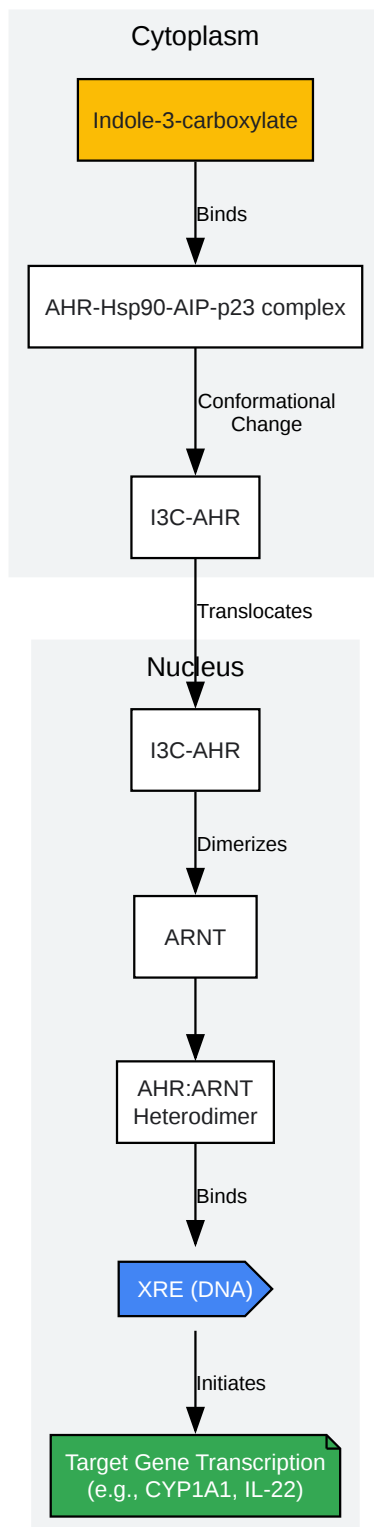 Cytoplasm
Indole-3-carboxylate
Binds
AHR-Hsp90-AIP-p23 complex
Conformational
Change
I3C-AHR
Translocates
Nucleus
I3C-AHR
Dimerizes
ARNT
AHR:ARNT
Heterodimer
Binds
XRE (DNA)
Initiates
Target Gene Transcription
(e.g., CYP1A1, IL-22)